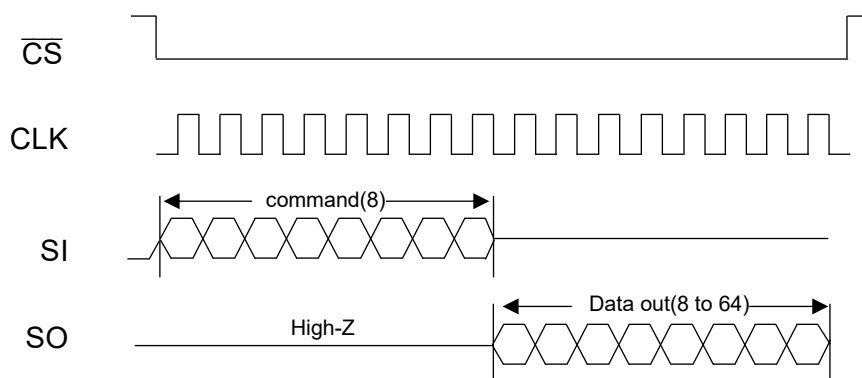 CS
CLK
command(8)
SI
Data out(8 to 64)
High-Z
SO